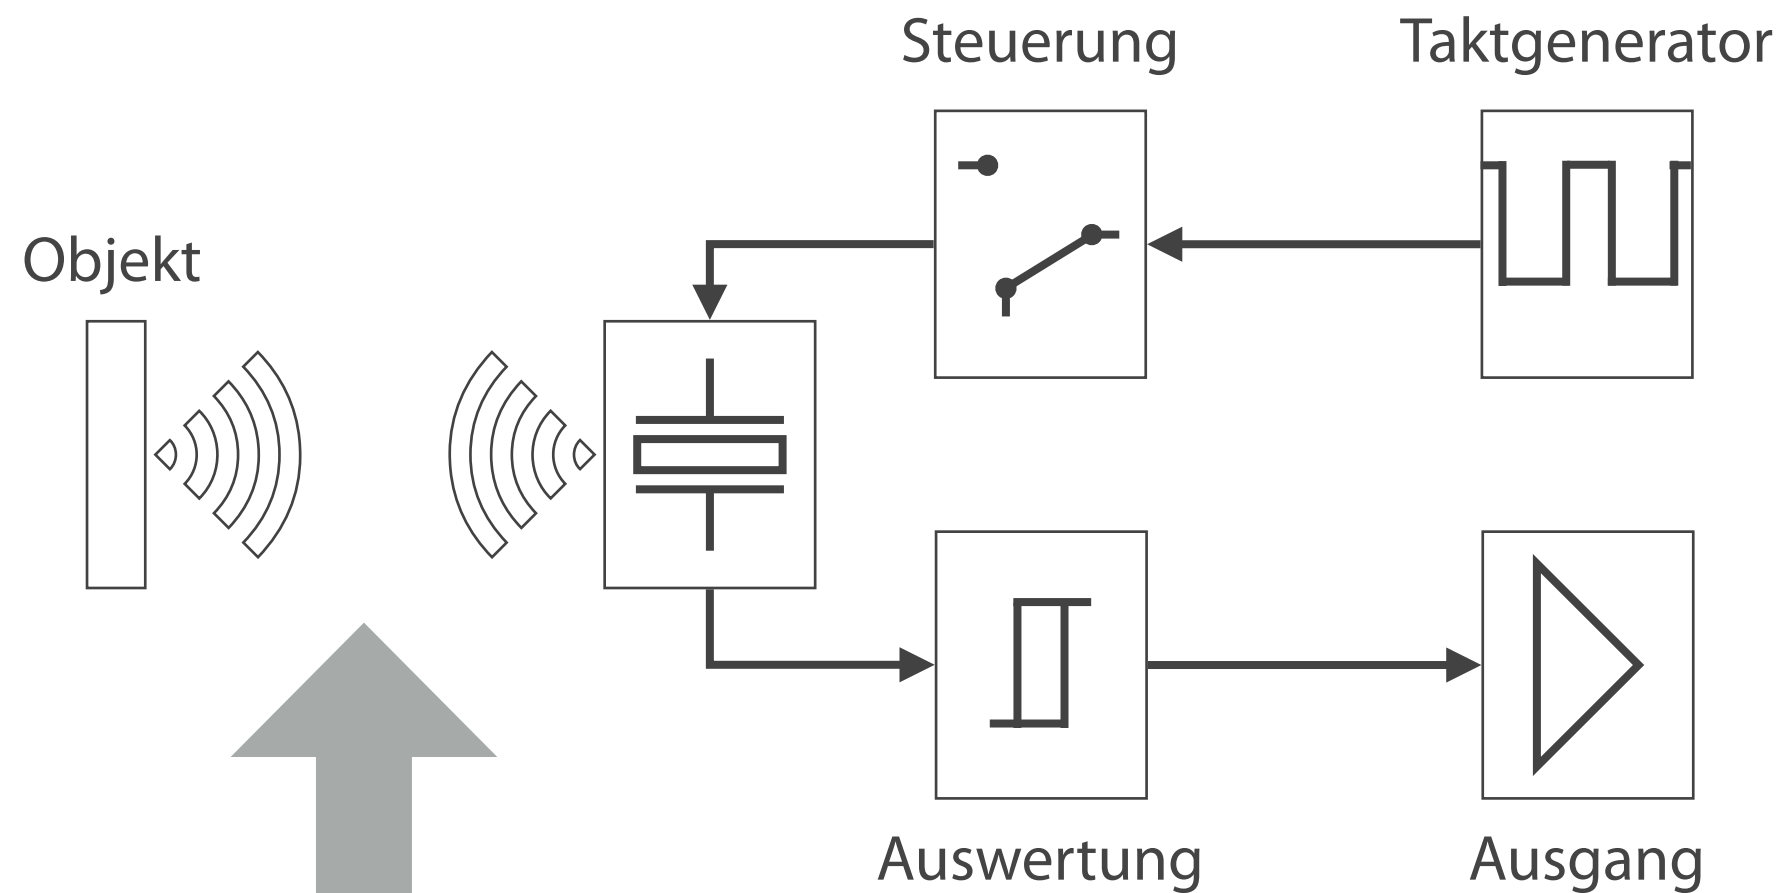 Steuerung
Taktgenerator
Objekt
Auswertung
Ausgang